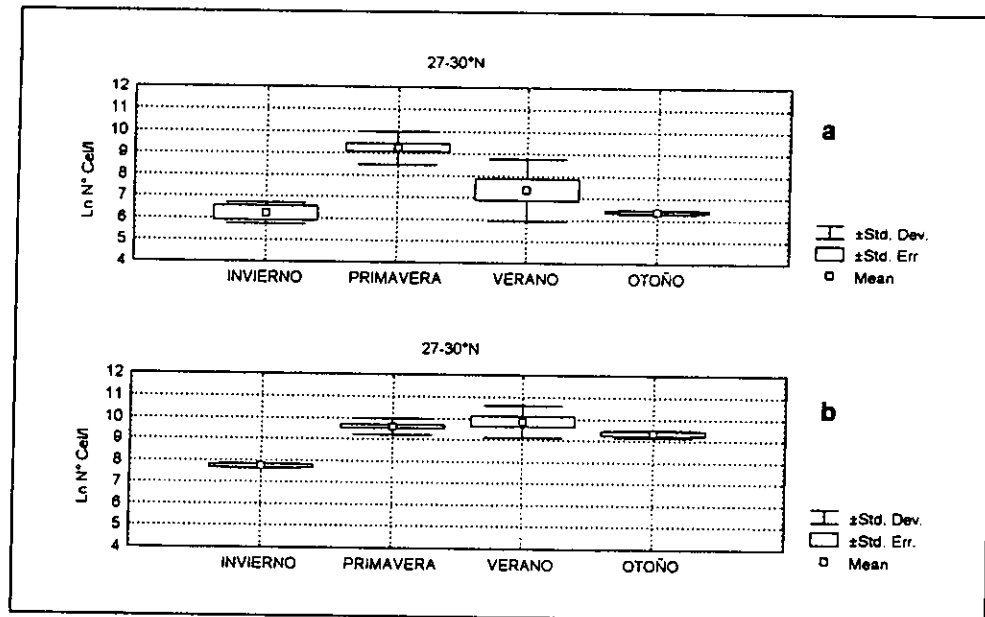 27-30°N
a
Ln N° Cel/l
12
11
10
9
8
7
6
5
4
INVIERNO PRIMAVERA VERANO OTOÑO
±Std. Dev.
±Std. Err
Mean
27-30°N
b
Ln N° Cel/l
12
11
10
9
8
7
6
5
4
INVIERNO PRIMAVERA VERANO OTOÑO
±Std. Dev.
±Std. Err.
Mean